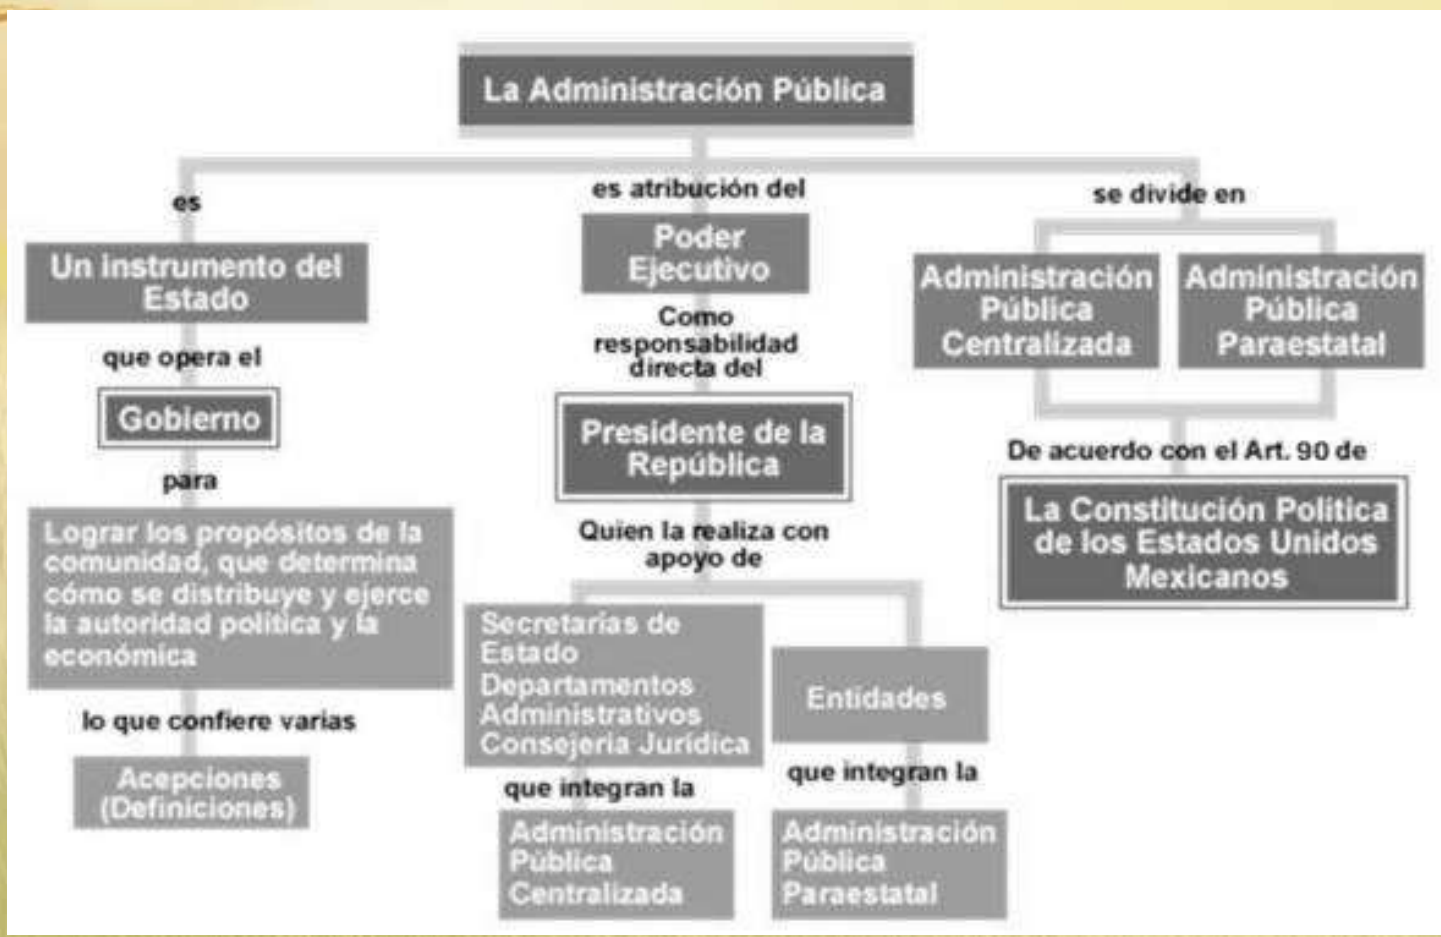 La Administración Pública
es
Un instrumento del
Estado
que opera el
Gobierno
para
Lograr los propósitos de la
comunidad, que determina
cómo se distribuye y ejerce
la autoridad política y la
económica
lo que confiere varias
Acepciones
(Definiciones)
es atribución del
Poder
Ejecutivo
Como
responsabilidad
directa del
Presidente de la
República
Quien la realiza con
apoyo de
Secretarías de
Estado
Departamentos
Administrativos
Consejería Jurídica
que integran la
Administración
Pública
Centralizada
Entidades
que integran la
Administración
Pública
Paraestatal
se divide en
Administración
Pública
Centralizada
Administración
Pública
Paraestatal
De acuerdo con el Art. 90 de
La Constitución Política
de los Estados Unidos
Mexicanos